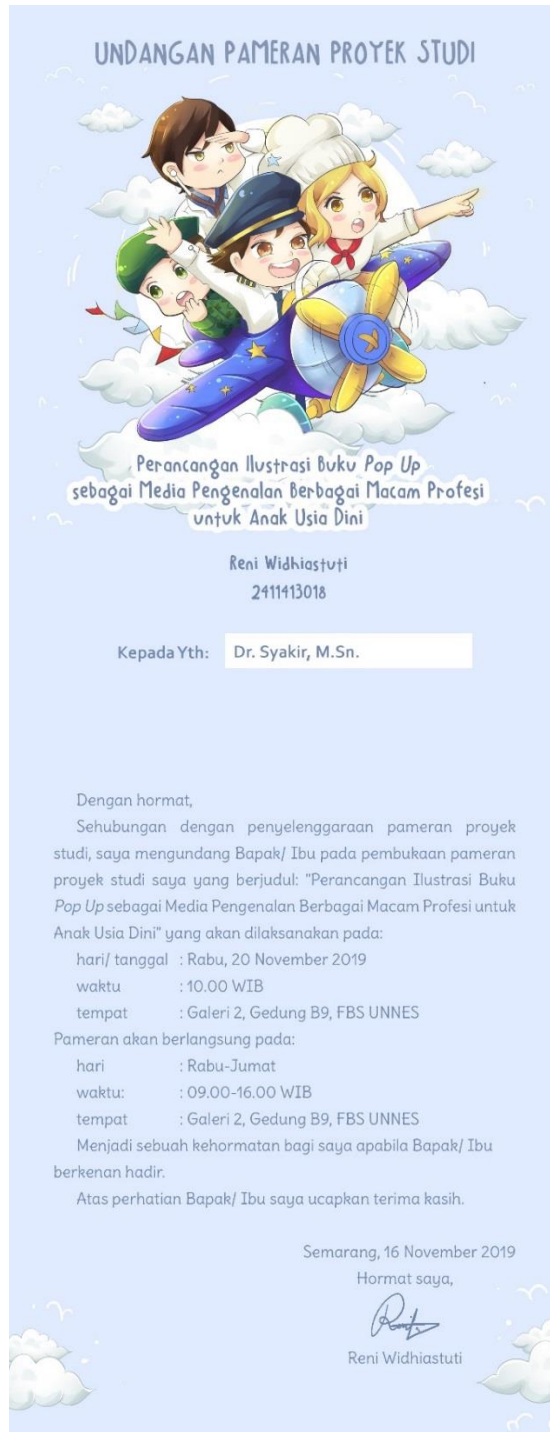 UNDANGAN PAMERAN PROYEK STUDI
Perancangan Ilustrasi Buku Pop Up
sebagai Media Pengenalan Berbagai Macam Profesi
untuk Anak Usia Dini
Reni Widhiastuti
2411413018
Kepada Yth: Dr. Syakir, M.Sn.
Dengan hormat,
Sehubungan dengan penyelenggaraan pameran proyek
studi, saya mengundang Bapak/ Ibu pada pembukaan pameran
proyek studi saya yang berjudul: "Perancangan Ilustrasi Buku
Pop Up sebagai Media Pengenalan Berbagai Macam Profesi untuk
Anak Usia Dini" yang akan dilaksanakan pada:
hari/ tanggal : Rabu, 20 November 2019
waktu : 10.00 WIB
tempat : Galeri 2, Gedung B9, FBS UNNES
Pameran akan berlangsung pada:
hari : Rabu-Jumat
waktu: : 09.00-16.00 WIB
tempat : Galeri 2, Gedung B9, FBS UNNES
Menjadi sebuah kehormatan bagi saya apabila Bapak/ Ibu
berkenan hadir.
Atas perhatian Bapak/ Ibu saya ucapkan terima kasih.
Semarang, 16 November 2019
Hormat saya,
Reni Widhiastuti